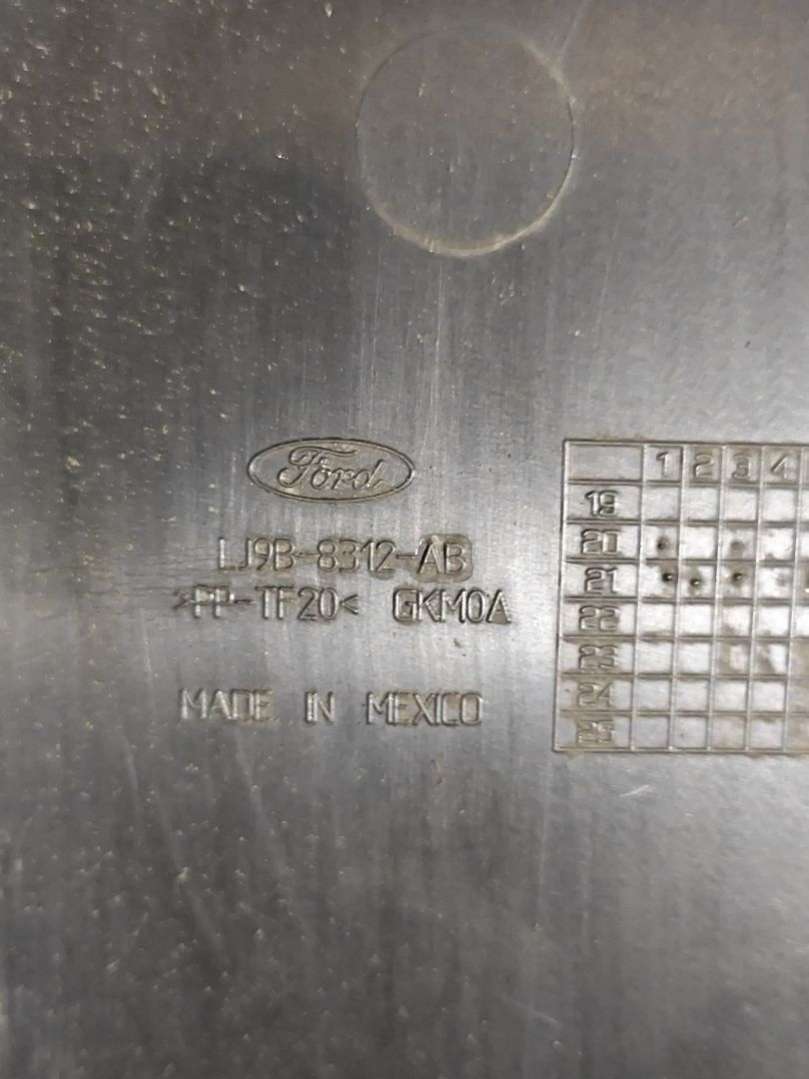 Ford
LJ9B-8312-AB
>PP-TF20< GKM0A
MADE IN MEXICO
1 2 3 4
19
20
21
22
23
24